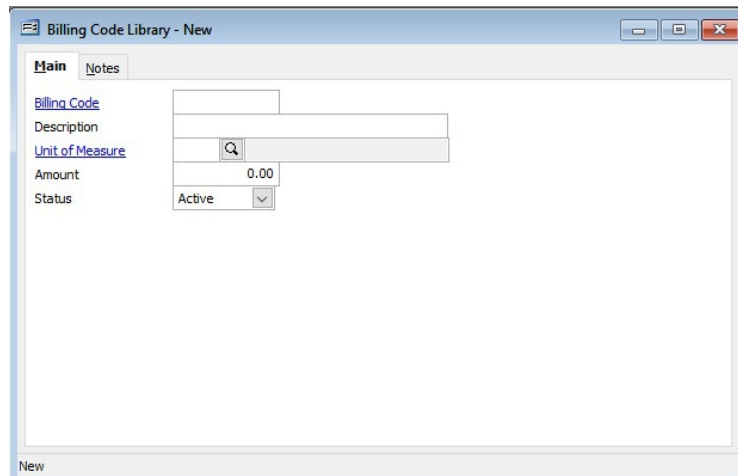 Billing Code Library - New
Main Notes
Billing Code
Description
Unit of Measure
Amount 0.00
Status Active
New